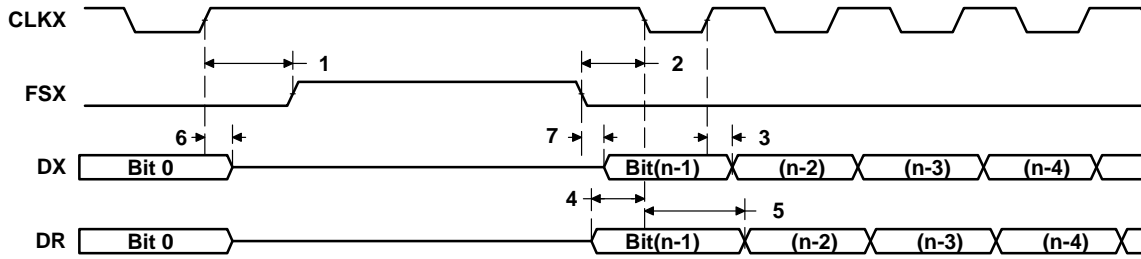 CLKX
1 2
FSX
6 7 3
DX Bit 0 Bit(n-1) (n-2) (n-3) (n-4)
4 5
DR Bit 0 Bit(n-1) (n-2) (n-3) (n-4)